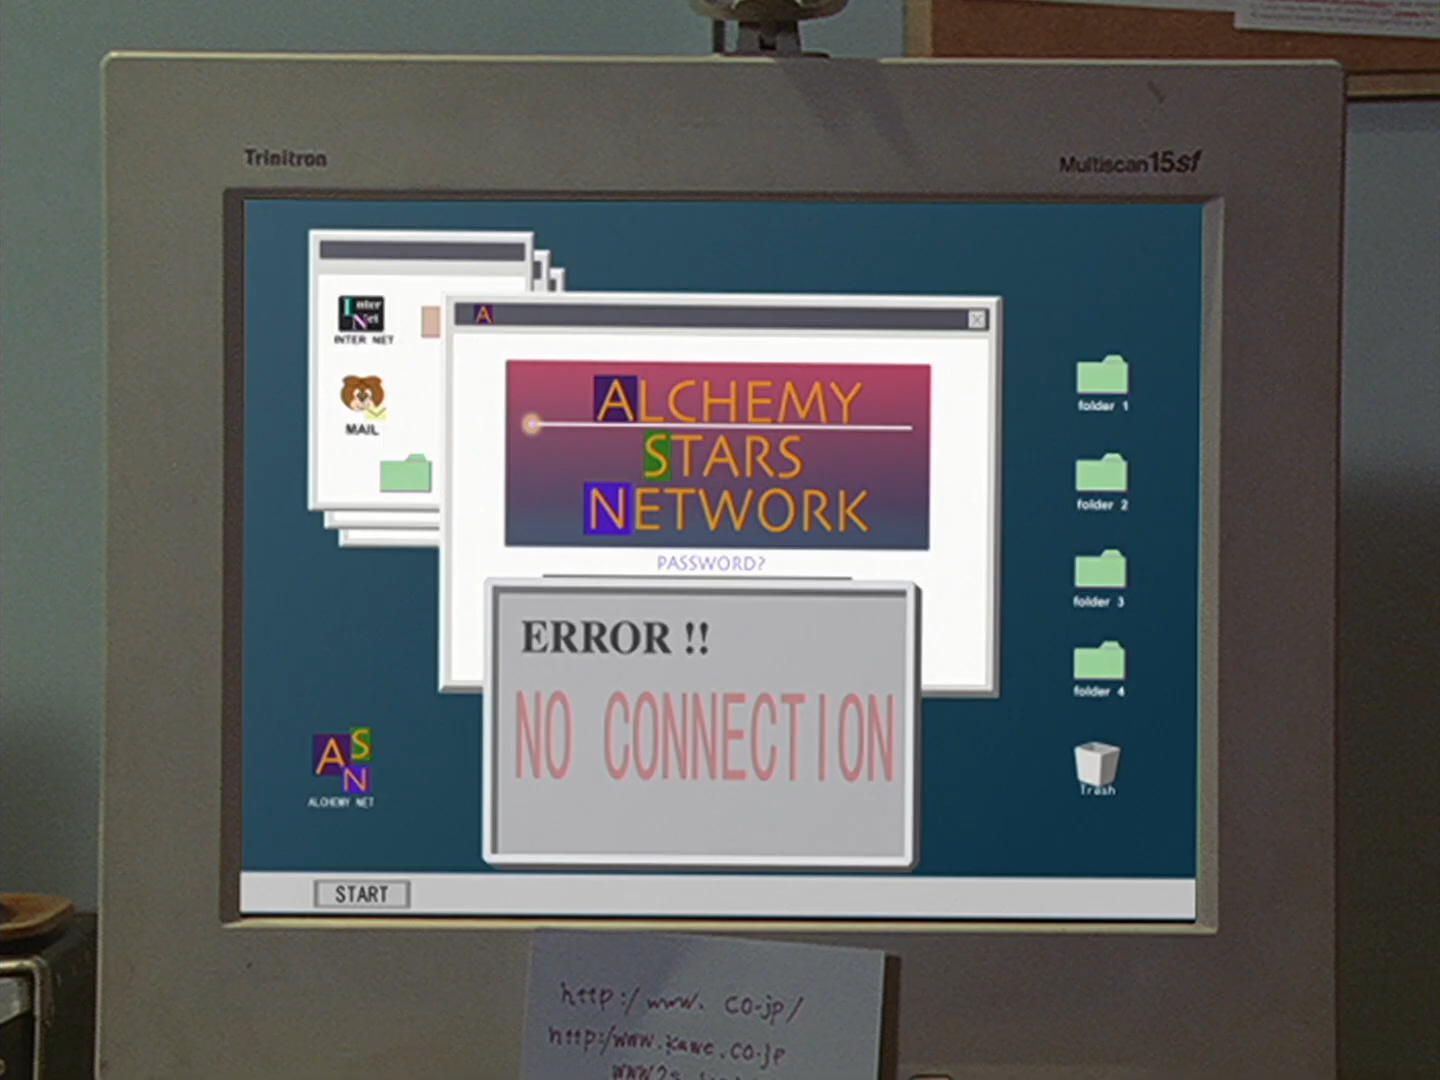 Trinitron
Multiscan15sf
Inter
Net
INTER NET
MAIL
A
ALCHEMY
STARS
NETWORK
PASSWORD?
ERROR !!
NO CONNECTION
folder 1
folder 2
folder 3
folder 4
Trash
A S
N
ALCHEMY NET
START
http:/www. co-jp/
http:/www.kawe.co-jp